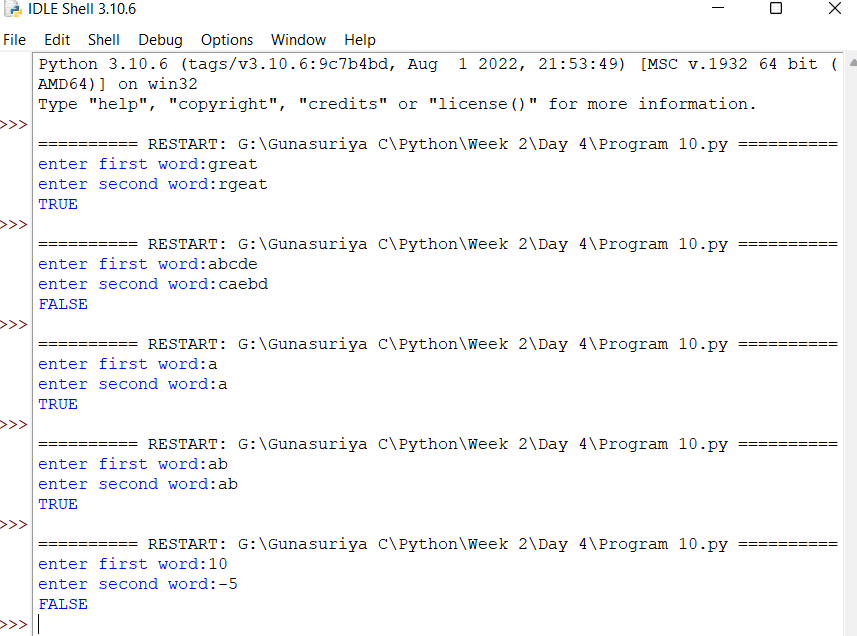 IDLE Shell 3.10.6
File Edit Shell Debug Options Window Help
Python 3.10.6 (tags/v3.10.6:9c7b4bd, Aug  1 2022, 21:53:49) [MSC v.1932 64 bit (
AMD64)] on win32
Type "help", "copyright", "credits" or "license()" for more information.
>>>
========== RESTART: G:\Gunasuriya C\Python\Week 2\Day 4\Program 10.py ==========
enter first word:great
enter second word:rgeat
TRUE
>>>
========== RESTART: G:\Gunasuriya C\Python\Week 2\Day 4\Program 10.py ==========
enter first word:abcde
enter second word:caebd
FALSE
>>>
========== RESTART: G:\Gunasuriya C\Python\Week 2\Day 4\Program 10.py ==========
enter first word:a
enter second word:a
TRUE
>>>
========== RESTART: G:\Gunasuriya C\Python\Week 2\Day 4\Program 10.py ==========
enter first word:ab
enter second word:ab
TRUE
>>>
========== RESTART: G:\Gunasuriya C\Python\Week 2\Day 4\Program 10.py ==========
enter first word:10
enter second word:-5
FALSE
>>>